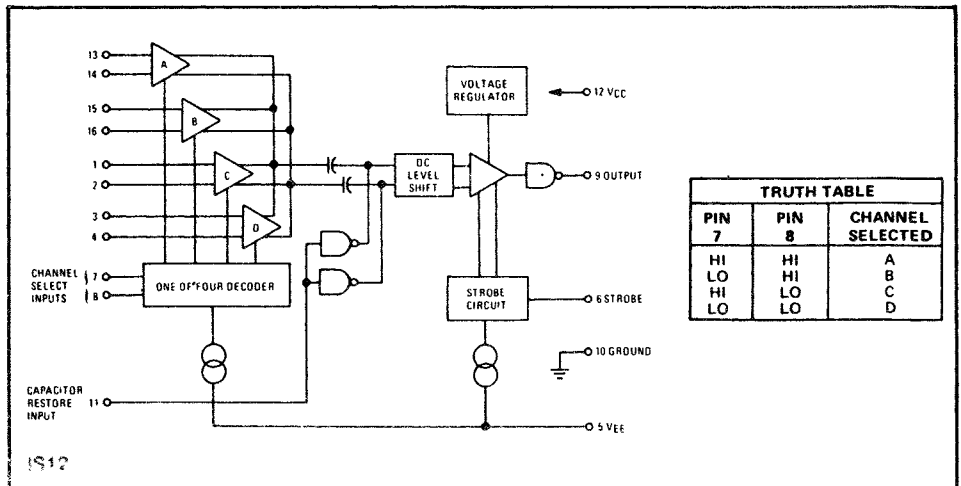 13
A
14
15
B
16
1
C
2
3
D
4
CHANNEL
SELECT
INPUTS
7
8
ONE OF FOUR DECODER
CAPACITOR
RESTORE
INPUT
11
VOLTAGE
REGULATOR
12 VCC
DC
LEVEL
SHIFT
9 OUTPUT
STROBE
CIRCUIT
6 STROBE
10 GROUND
5 VEE
TRUTH TABLE
PIN 7 PIN 8 CHANNEL SELECTED
HI HI A
LO HI B
HI LO C
LO LO D
IS12